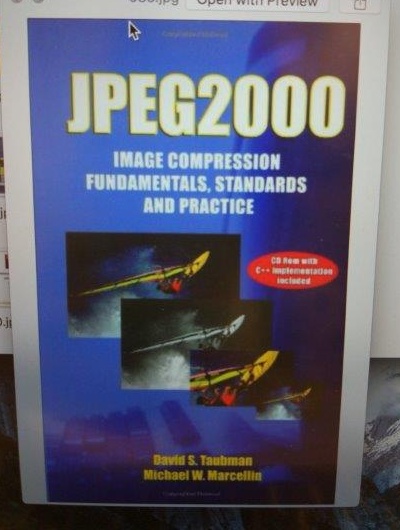 Open with Preview
JPEG2000
IMAGE COMPRESSION
FUNDAMENTALS, STANDARDS
AND PRACTICE
CD Rom with
C++ Implementation
included
David S. Taubman
Michael W. Marcellin